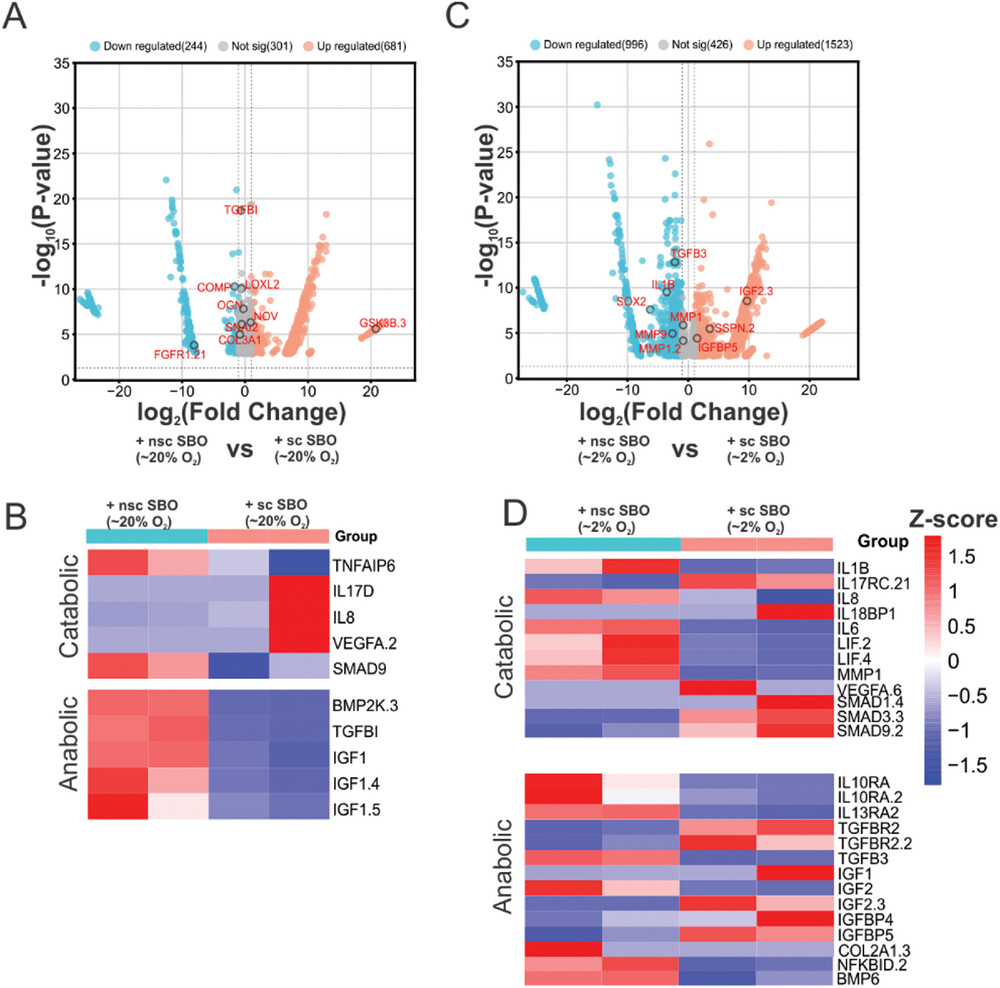 A
Down regulated(244) Not sig(301) Up regulated(681)
35
30
25
20
15
10
5
0
-log10(P-value)
TGFBI
COMP
LOXL2
OGN
NOV
SNAI2
COL3A1
FGFR1.21
GSK3B.3
−20 −10 0 10 20
log2(Fold Change)
+ nsc SBO
(~20% O2)
vs
+ sc SBO
(~20% O2)
C
Down regulated(996) Not sig(426) Up regulated(1523)
35
30
25
20
15
10
5
0
-log10(P-value)
TGFB3
IL1B
SOX2
IGF2.3
MMP1
MMP9
SSPN.2
MMP1.2
IGFBP5
−20 −10 0 10 20
log2(Fold Change)
+ nsc SBO
(~2% O2)
vs
+ sc SBO
(~2% O2)
B
+ nsc SBO
(~20% O2)
+ sc SBO
(~20% O2)
Group
Catabolic
TNFAIP6
IL17D
IL8
VEGFA.2
SMAD9
Anabolic
BMP2K.3
TGFBI
IGF1
IGF1.4
IGF1.5
D
+ nsc SBO
(~2% O2)
+ sc SBO
(~2% O2)
Group
Catabolic
IL1B
IL17RC.21
IL8
IL18BP1
IL6
LIF.2
LIF.4
MMP1
VEGFA.6
SMAD1.4
SMAD3.3
SMAD9.2
Anabolic
IL10RA
IL10RA.2
IL13RA2
TGFBR2
TGFBR2.2
TGFB3
IGF1
IGF2
IGF2.3
IGFBP4
IGFBP5
COL2A1.3
NFKBID.2
BMP6
Z-score
1.5
1
0.5
0
−0.5
−1
−1.5